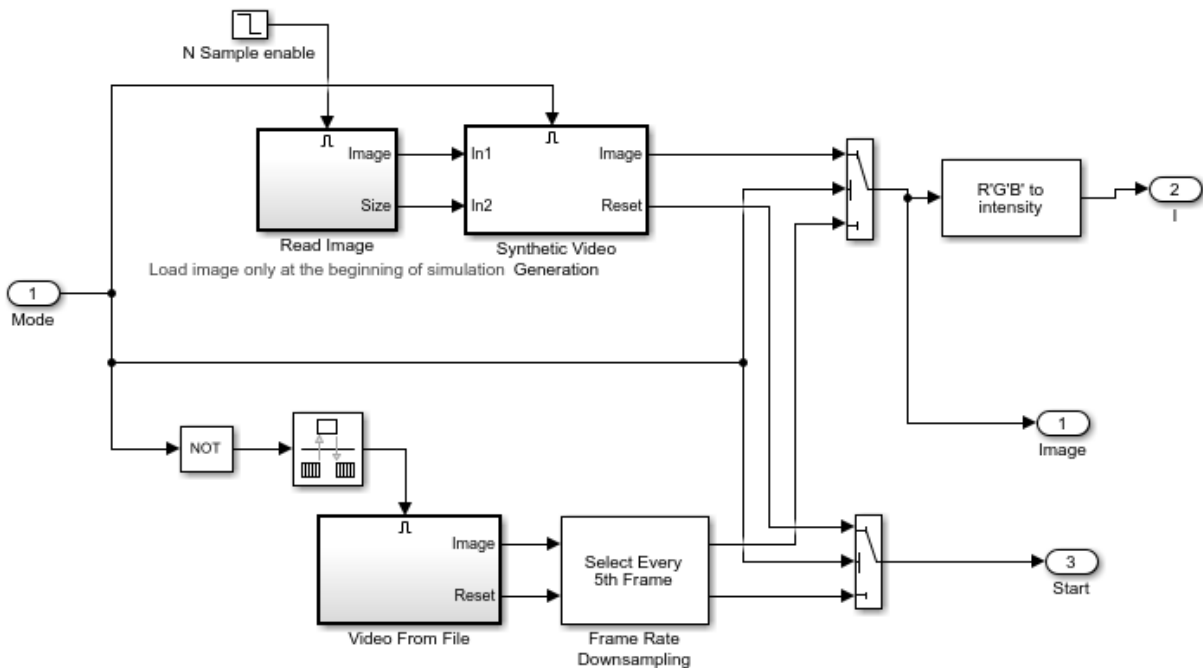 N Sample enable
Image
Size
Read Image
Load image only at the beginning of simulation
In1
In2
Image
Reset
Synthetic Video
Generation
R'G'B' to
intensity
2
I
1
Mode
1
Image
NOT
Image
Reset
Video From File
Select Every
5th Frame
Frame Rate
Downsampling
3
Start